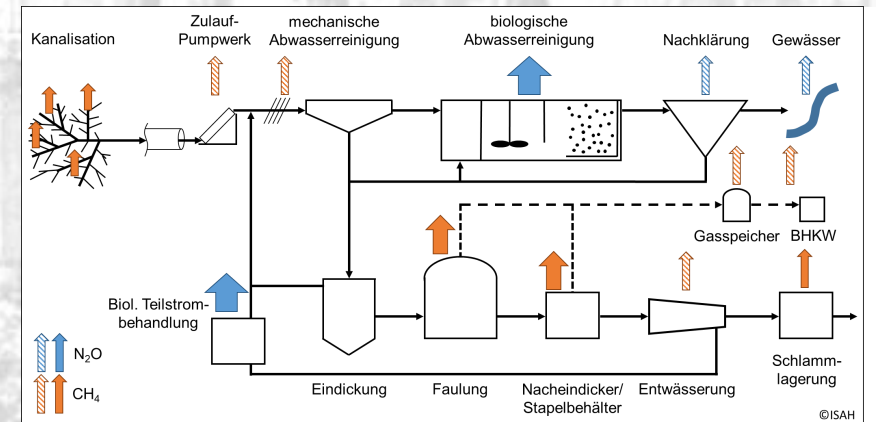 Kanalisation
Zulauf-
Pumpwerk
mechanische
Abwasserreinigung
biologische
Abwasserreinigung
Nachklärung
Gewässer
Gasspeicher
BHKW
Biol. Teilstrom-
behandlung
N₂O
CH₄
Eindickung
Faulung
Nacheindicker/
Stapelbehälter
Entwässerung
Schlamm-
lagerung
©ISAH